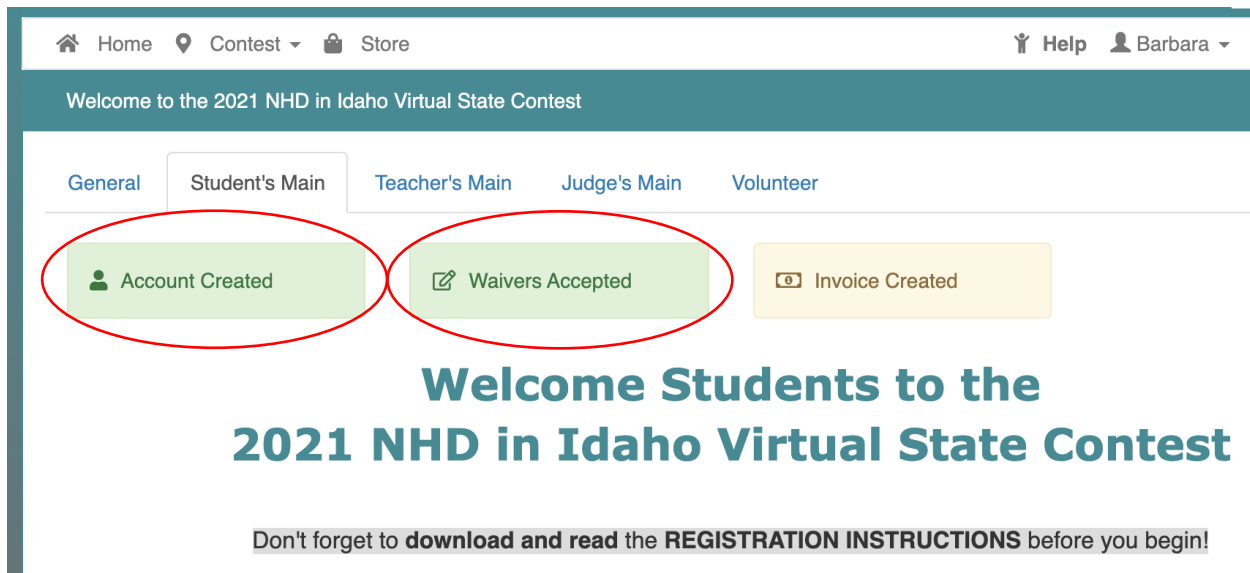 Home Contest Store Help Barbara
Welcome to the 2021 NHD in Idaho Virtual State Contest
General Student's Main Teacher's Main Judge's Main Volunteer
Account Created Waivers Accepted Invoice Created
Welcome Students to the
2021 NHD in Idaho Virtual State Contest
Don't forget to download and read the REGISTRATION INSTRUCTIONS before you begin!